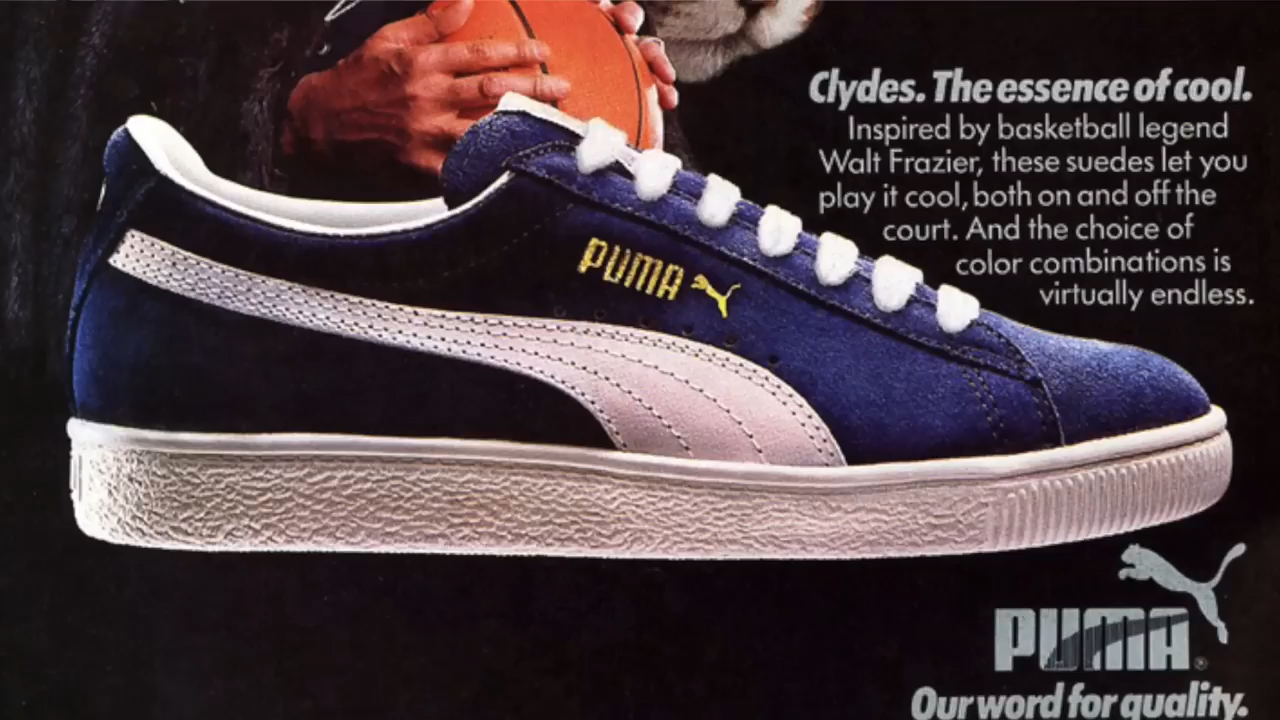 Clydes. The essence of cool.
Inspired by basketball legend
Walt Frazier, these suedes let you
play it cool, both on and off the
court. And the choice of
color combinations is
virtually endless.
PUMA
PUMA®
Our word for quality.